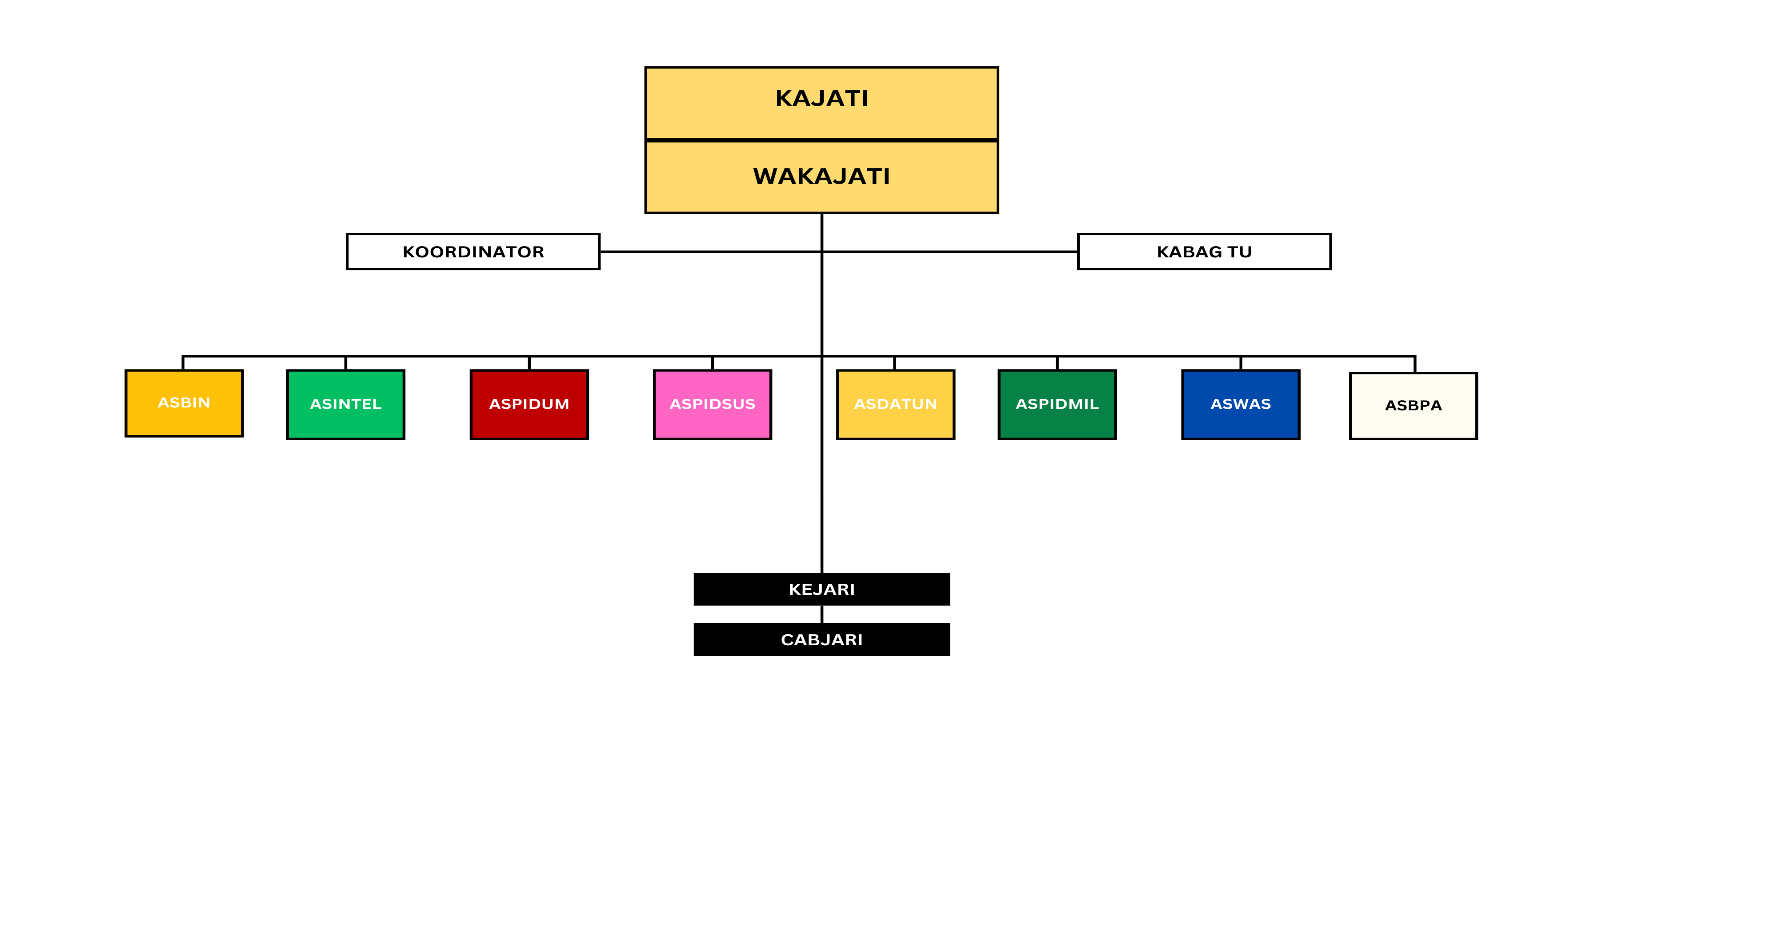 KAJATI
WAKAJATI
KOORDINATOR
KABAG TU
ASBIN
ASINTEL
ASPIDUM
ASPIDSUS
ASDATUN
ASPIDMIL
ASWAS
ASBPA
KEJARI
CABJARI